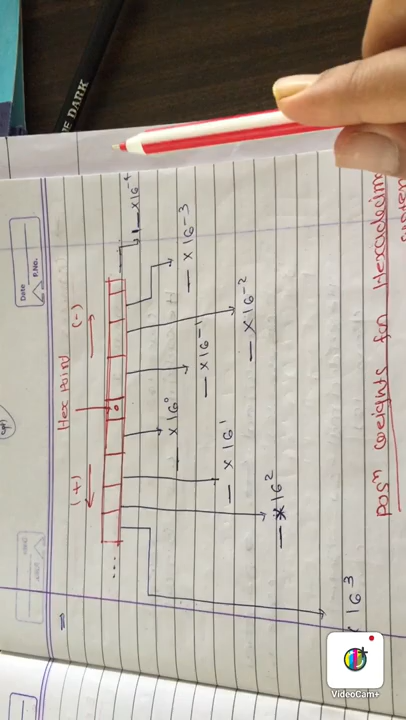 Hex Point
(+)
(-)
...
— ×16³
— ×16²
— ×16¹
— ×16⁰
— ×16⁻¹
— ×16⁻²
— ×16⁻³
— ×16⁻⁴
posn weights for Hexadecim
Date
P.No.
DARK
VideoCam+